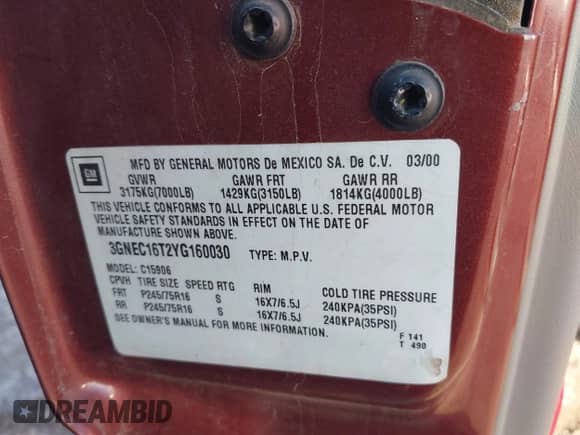 GM
MFD BY GENERAL MOTORS De MEXICO SA. De C.V. 03/00
GVWR GAWR FRT GAWR RR
3175KG(7000LB) 1429KG(3150LB) 1814KG(4000LB)
THIS VEHICLE CONFORMS TO ALL APPLICABLE U.S. FEDERAL MOTOR
VEHICLE SAFETY STANDARDS IN EFFECT ON THE DATE OF
MANUFACTURE SHOWN ABOVE.
3GNEC16T2YG160030 TYPE: M.P.V.
MODEL: C15906
CPVH TIRE SIZE SPEED RTG RIM COLD TIRE PRESSURE
FRT P245/75R16 S 16X7/6.5J 240KPA(35PSI)
RR P245/75R16 S 16X7/6.5J 240KPA(35PSI)
SEE OWNER'S MANUAL FOR MORE INFORMATION.
F 141
T 490
DREAMBID